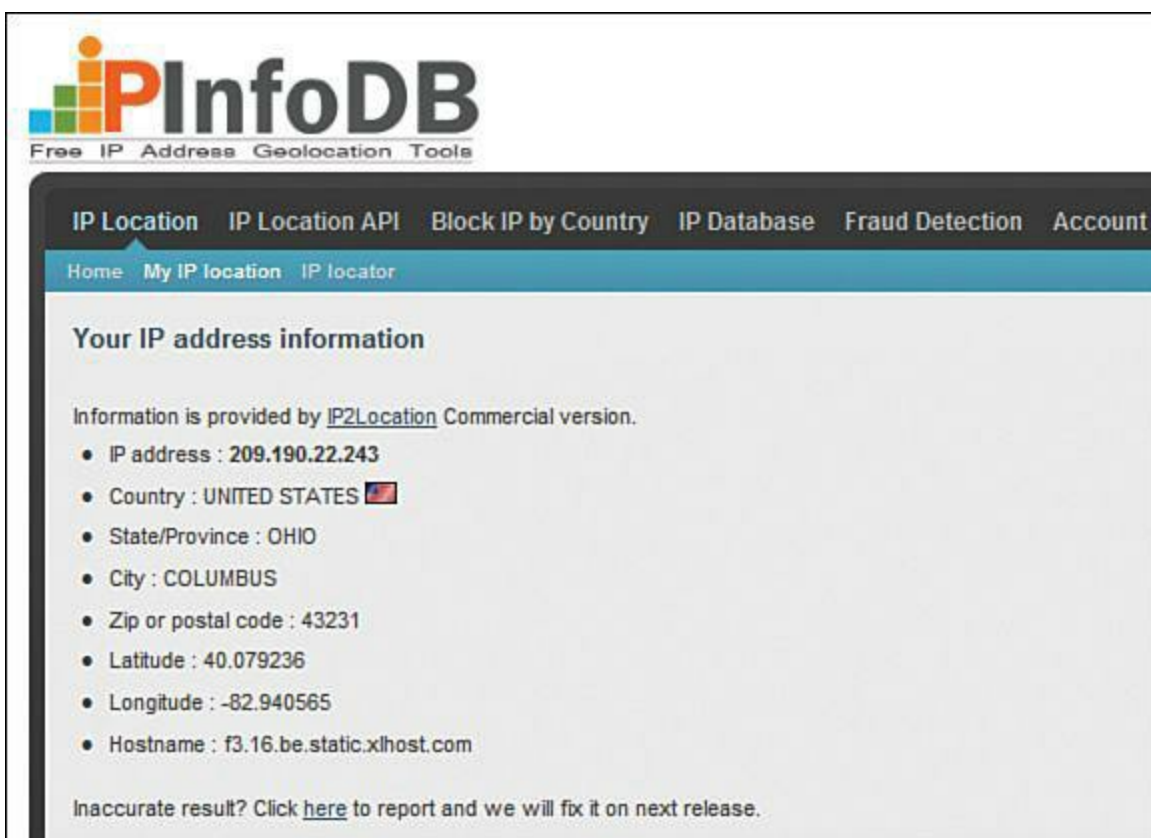 iPInfoDB
Free IP Address Geolocation Tools
IP Location IP Location API Block IP by Country IP Database Fraud Detection Account
Home My IP location IP locator
Your IP address information
Information is provided by IP2Location Commercial version.
• IP address : 209.190.22.243
• Country : UNITED STATES
• State/Province : OHIO
• City : COLUMBUS
• Zip or postal code : 43231
• Latitude : 40.079236
• Longitude : -82.940565
• Hostname : f3.16.be.static.xlhost.com
Inaccurate result? Click here to report and we will fix it on next release.